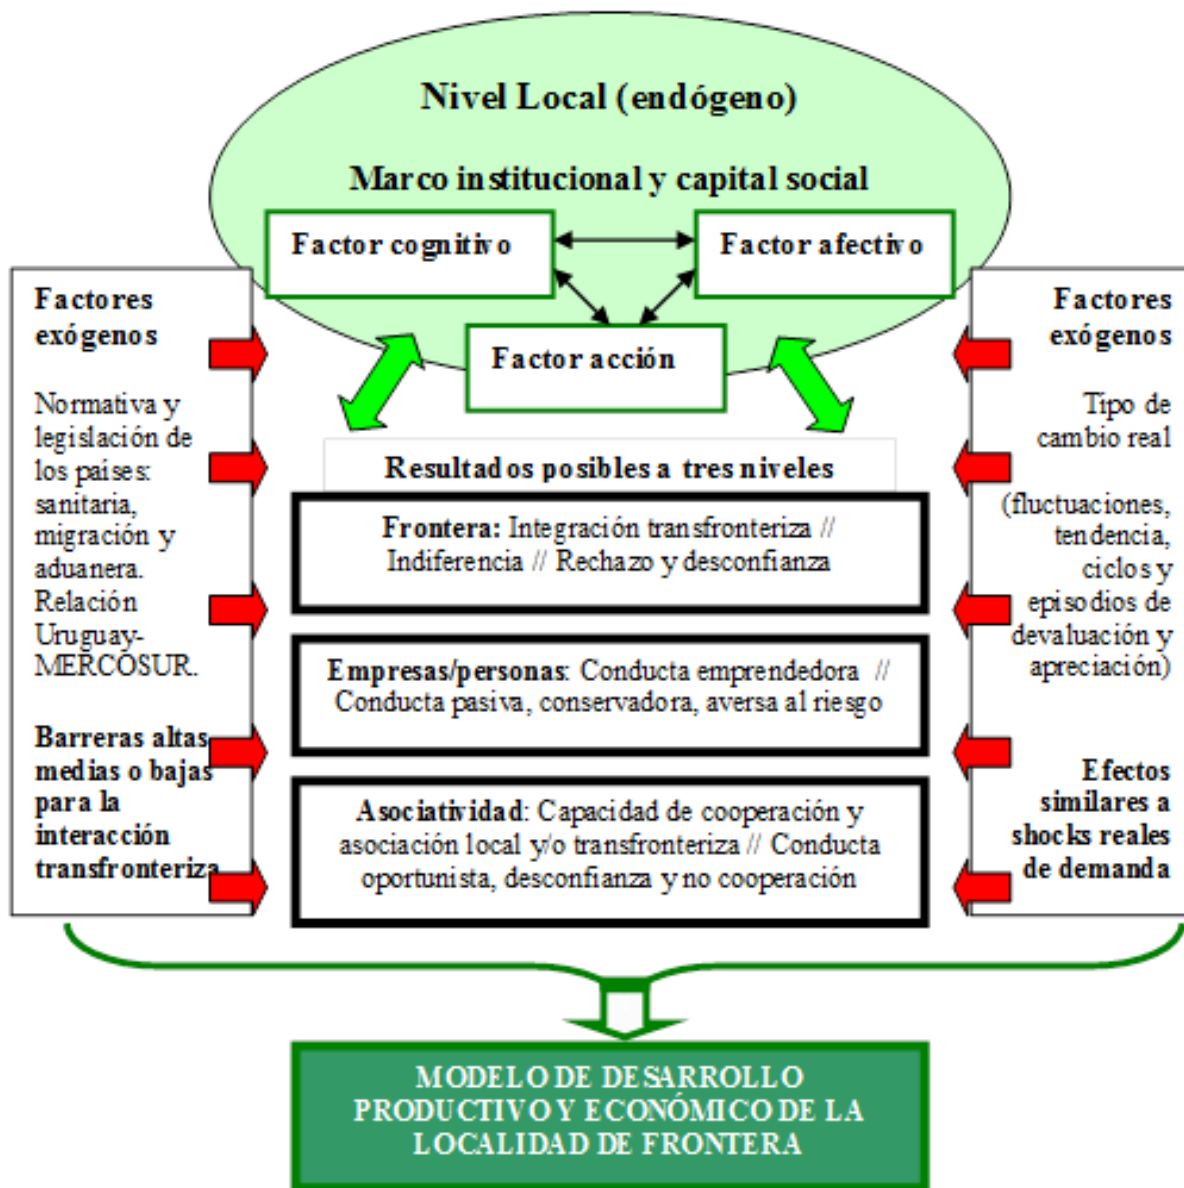 Nivel Local (endógeno)
Marco institucional y capital social
Factor cognitivo
Factor afectivo
Factor acción
Factores
exógenos
Normativa y
legislación de
los paises:
sanitaria,
migración y
aduanera.
Relación
Uruguay-
MERCOSUR.
Barreras altas
medias o bajas
para la
interacción
transfronteriza
Resultados posibles a tres niveles
Frontera: Integración transfronteriza //
Indiferencia // Rechazo y desconfianza
Empresas/personas: Conducta emprendedora //
Conducta pasiva, conservadora, aversa al riesgo
Asociatividad: Capacidad de cooperación y
asociación local y/o transfronteriza // Conducta
oportunista, desconfianza y no cooperación
Factores
exógenos
Tipo de
cambio real
(fluctuaciones,
tendencia,
ciclos y
episodios de
devaluación y
apreciación)
Efectos
similares a
shocks reales
de demanda
MODELO DE DESARROLLO
PRODUCTIVO Y ECONÓMICO DE LA
LOCALIDAD DE FRONTERA